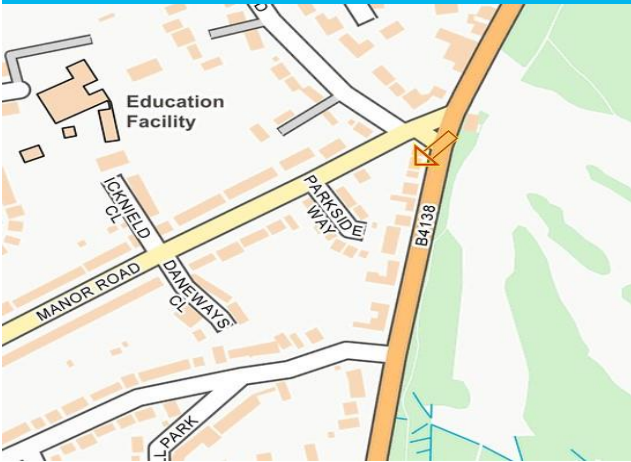 D
Education
Facility
ICKNIELD
CL
PARKSIDE
WAY
B4138
MANOR ROAD
DANEWAYS
CL
L PARK